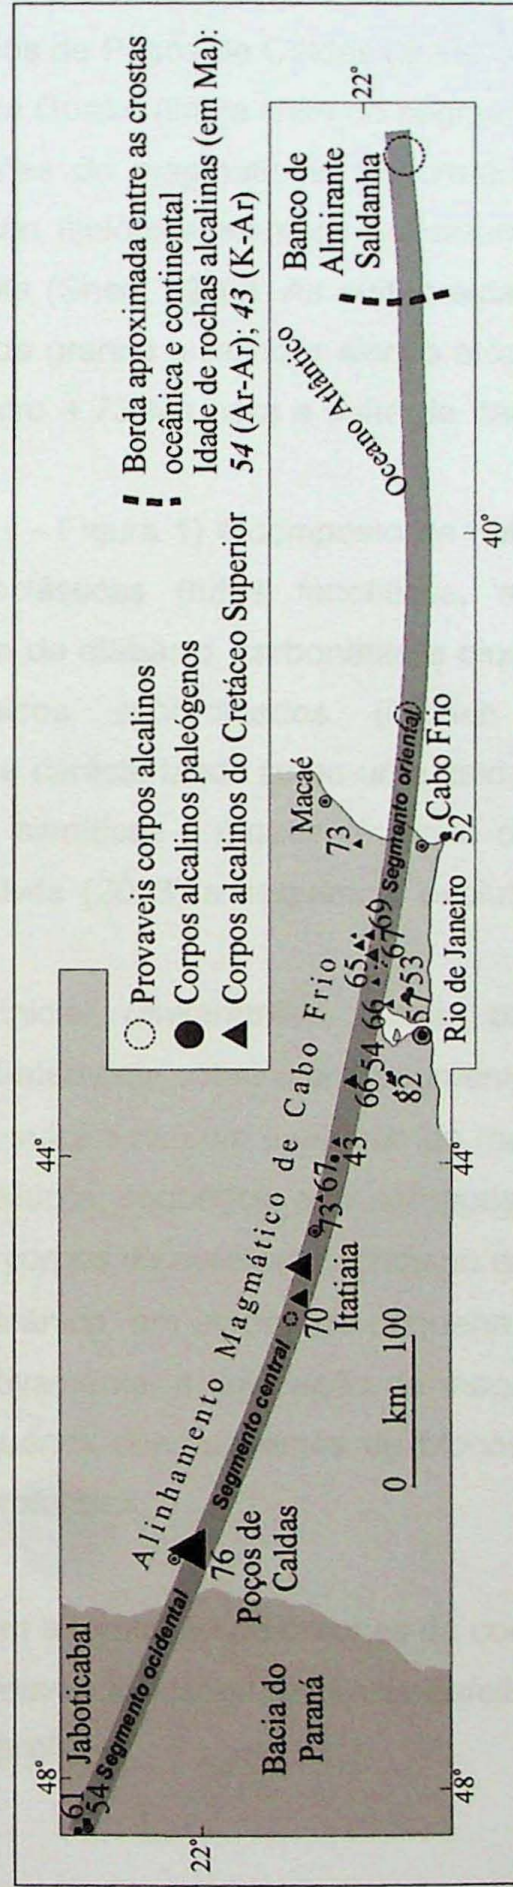 48°
44°
Provaveis corpos alcalinos
Corpos alcalinos paleógenos
Corpos alcalinos do Cretáceo Superior
Borda aproximada entre as crostas
oceânica e continental
Idade de rochas alcalinas (em Ma):
54 (Ar-Ar); 43 (K-Ar)
61
54
Jaboticabal
Segmento ocidental
22°
Bacia do
Paraná
76
Poços de
Caldas
Alinhamento Magmático de Cabo Frio
Segmento central
70
Itatiaia
73
67
43
66
54
82
66
57
53
65
67
69
Rio de Janeiro
73
Macaé
Segmento oriental
Cabo Frio
52
Oceano Atlântico
Banco de
Almirante
Saldanha
22°
0 km 100
48°
44°
40°